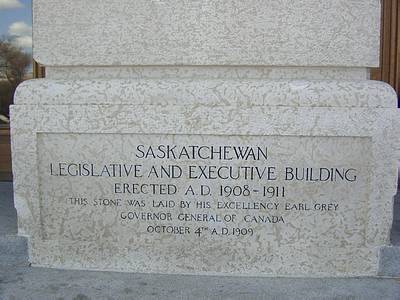 SASKATCHEWAN
LEGISLATIVE AND EXECUTIVE BUILDING
ERECTED A.D. 1908-1911
THIS STONE WAS LAID BY HIS EXCELLENCY EARL GREY
GOVERNOR GENERAL OF CANADA
OCTOBER 4TH A.D. 1909